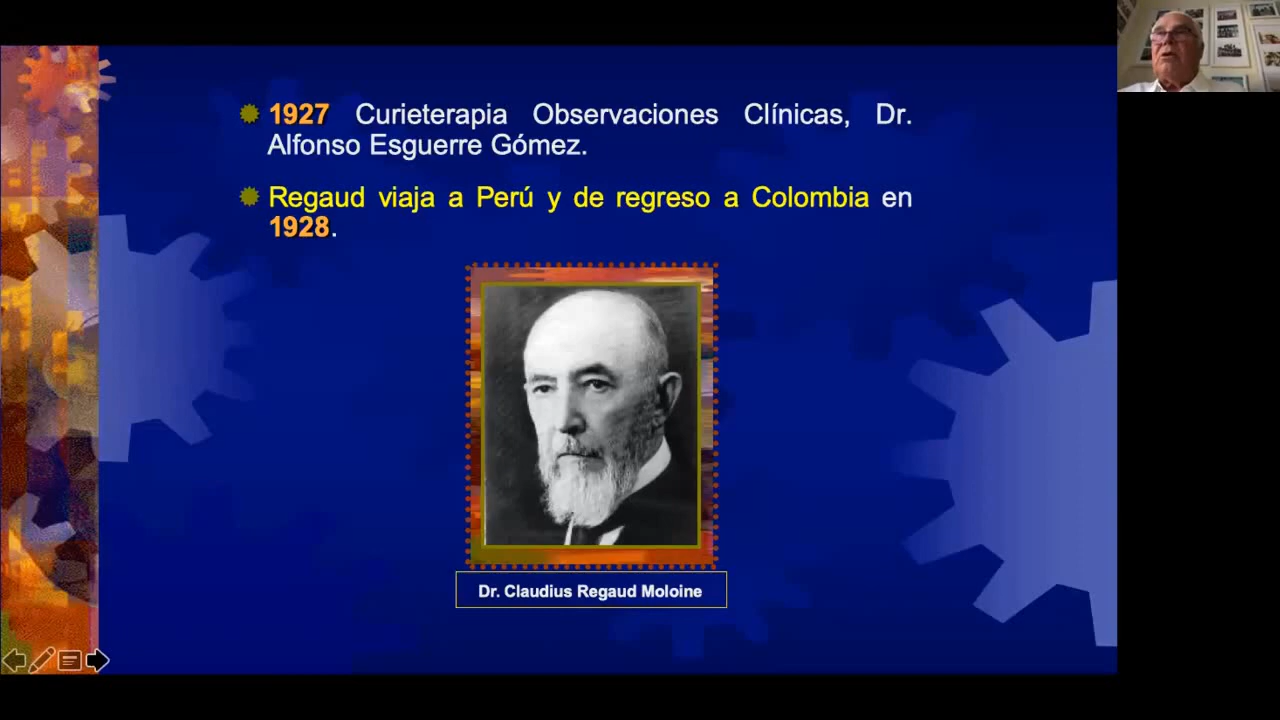 1927 Curieterapia Observaciones Clínicas, Dr.
Alfonso Esguerre Gómez.
Regaud viaja a Perú y de regreso a Colombia en
1928.
Dr. Claudius Regaud Moloine